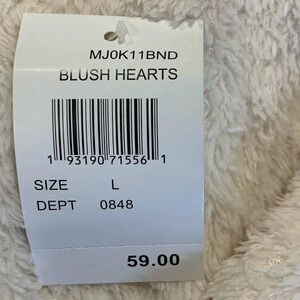 MJ0K11BND
BLUSH HEARTS
1 93190 71556 1
SIZE L
DEPT 0848
59.00